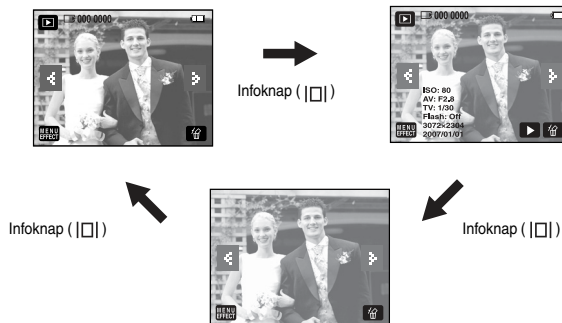 000 0000
MENU
EFFECT
Infoknap ( |□| )
000 0000
ISO: 80
AV: F2.8
TV: 1/30
Flash: Off
3072×2304
2007/01/01
MENU
EFFECT
Infoknap ( |□| )
Infoknap ( |□| )
MENU
EFFECT